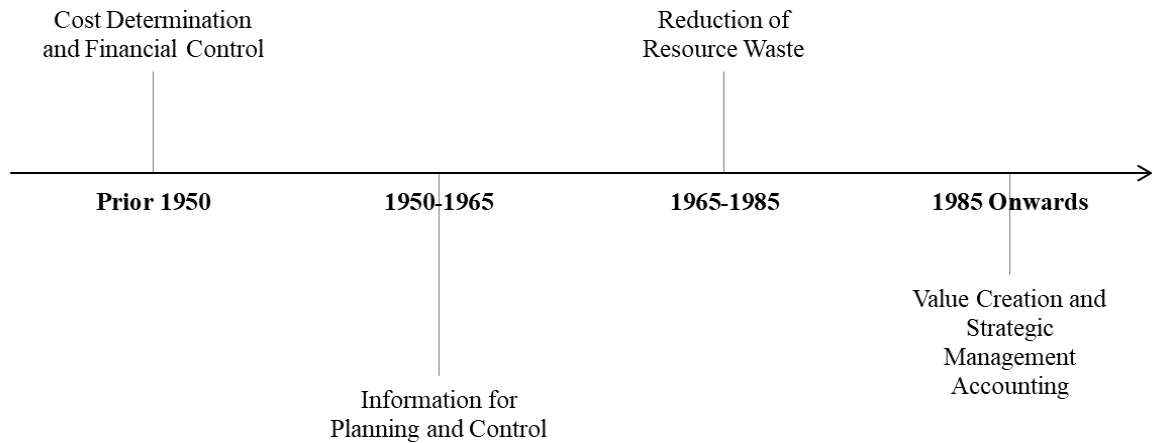 Cost Determination
and Financial Control
Reduction of
Resource Waste
Prior 1950
1950-1965
1965-1985
1985 Onwards
Information for
Planning and Control
Value Creation and
Strategic
Management
Accounting